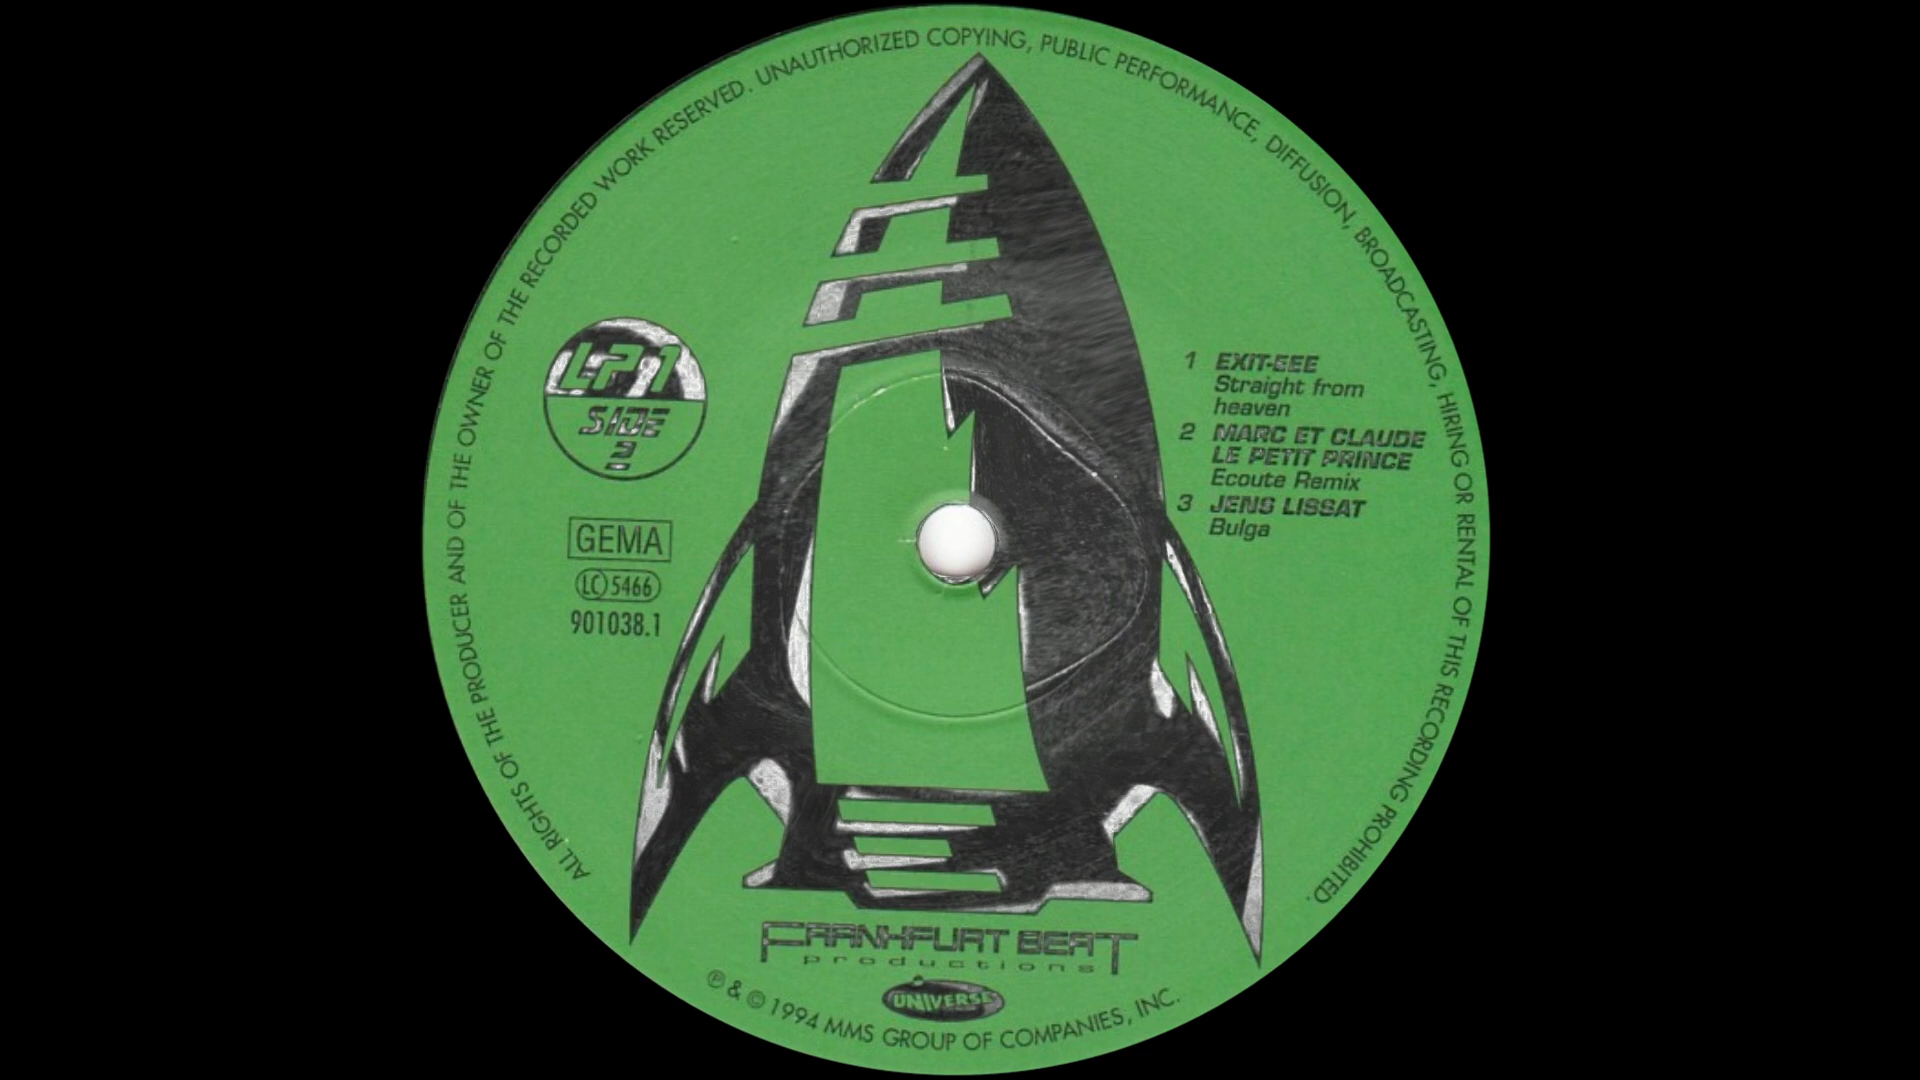 ALL RIGHTS OF THE PRODUCER AND OF THE OWNER OF THE RECORDED WORK RESERVED. UNAUTHORIZED COPYING, PUBLIC PERFORMANCE, DIFFUSION, BROADCASTING, HIRING OR RENTAL OF THIS RECORDING PROHIBITED.
LP1
SIDE
2
GEMA
LC 5466
901038.1
1 EXIT-EEE
Straight from
heaven
2 MARC ET CLAUDE
LE PETIT PRINCE
Ecoute Remix
3 JENS LISSAT
Bulga
FRANKFURT BEAT
productions
UNIVERSE
℗ & © 1994 MMS GROUP OF COMPANIES, INC.